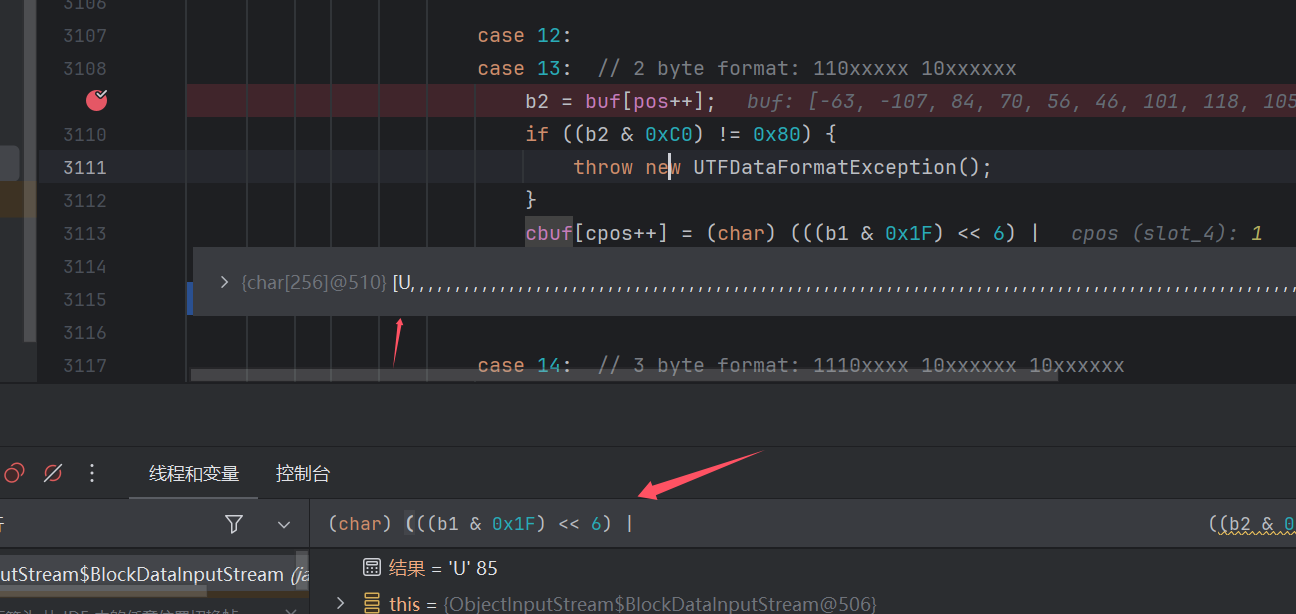 3106
3107 case 12:
3108 case 13: // 2 byte format: 110xxxxx 10xxxxxx
b2 = buf[pos++]; buf: [-63, -107, 84, 70, 56, 46, 101, 118, 105
3110 if ((b2 & 0xC0) != 0x80) {
3111 throw new UTFDataFormatException();
3112 }
3113 cbuf[cpos++] = (char) (((b1 & 0x1F) << 6) | cpos (slot_4): 1
3114 {char[256]@510} [U,,,,,,,,,,,,,,,,,,,,,,,,,,,,,,,,,,,,,,,,,,,,,,,,,,,,,,,,,,,,,,,,,,,,,,,,,,,,,,,,,,,,,,,,,,,,,,,,
3115
3116
3117 case 14: // 3 byte format: 1110xxxx 10xxxxxx 10xxxxxx
线程和变量 控制台
(char) (((b1 & 0x1F) << 6) | ((b2 & 0
结果 = 'U' 85
utStream$BlockDataInputStream (ja
this = {ObjectInputStream$BlockDataInputStream@506}